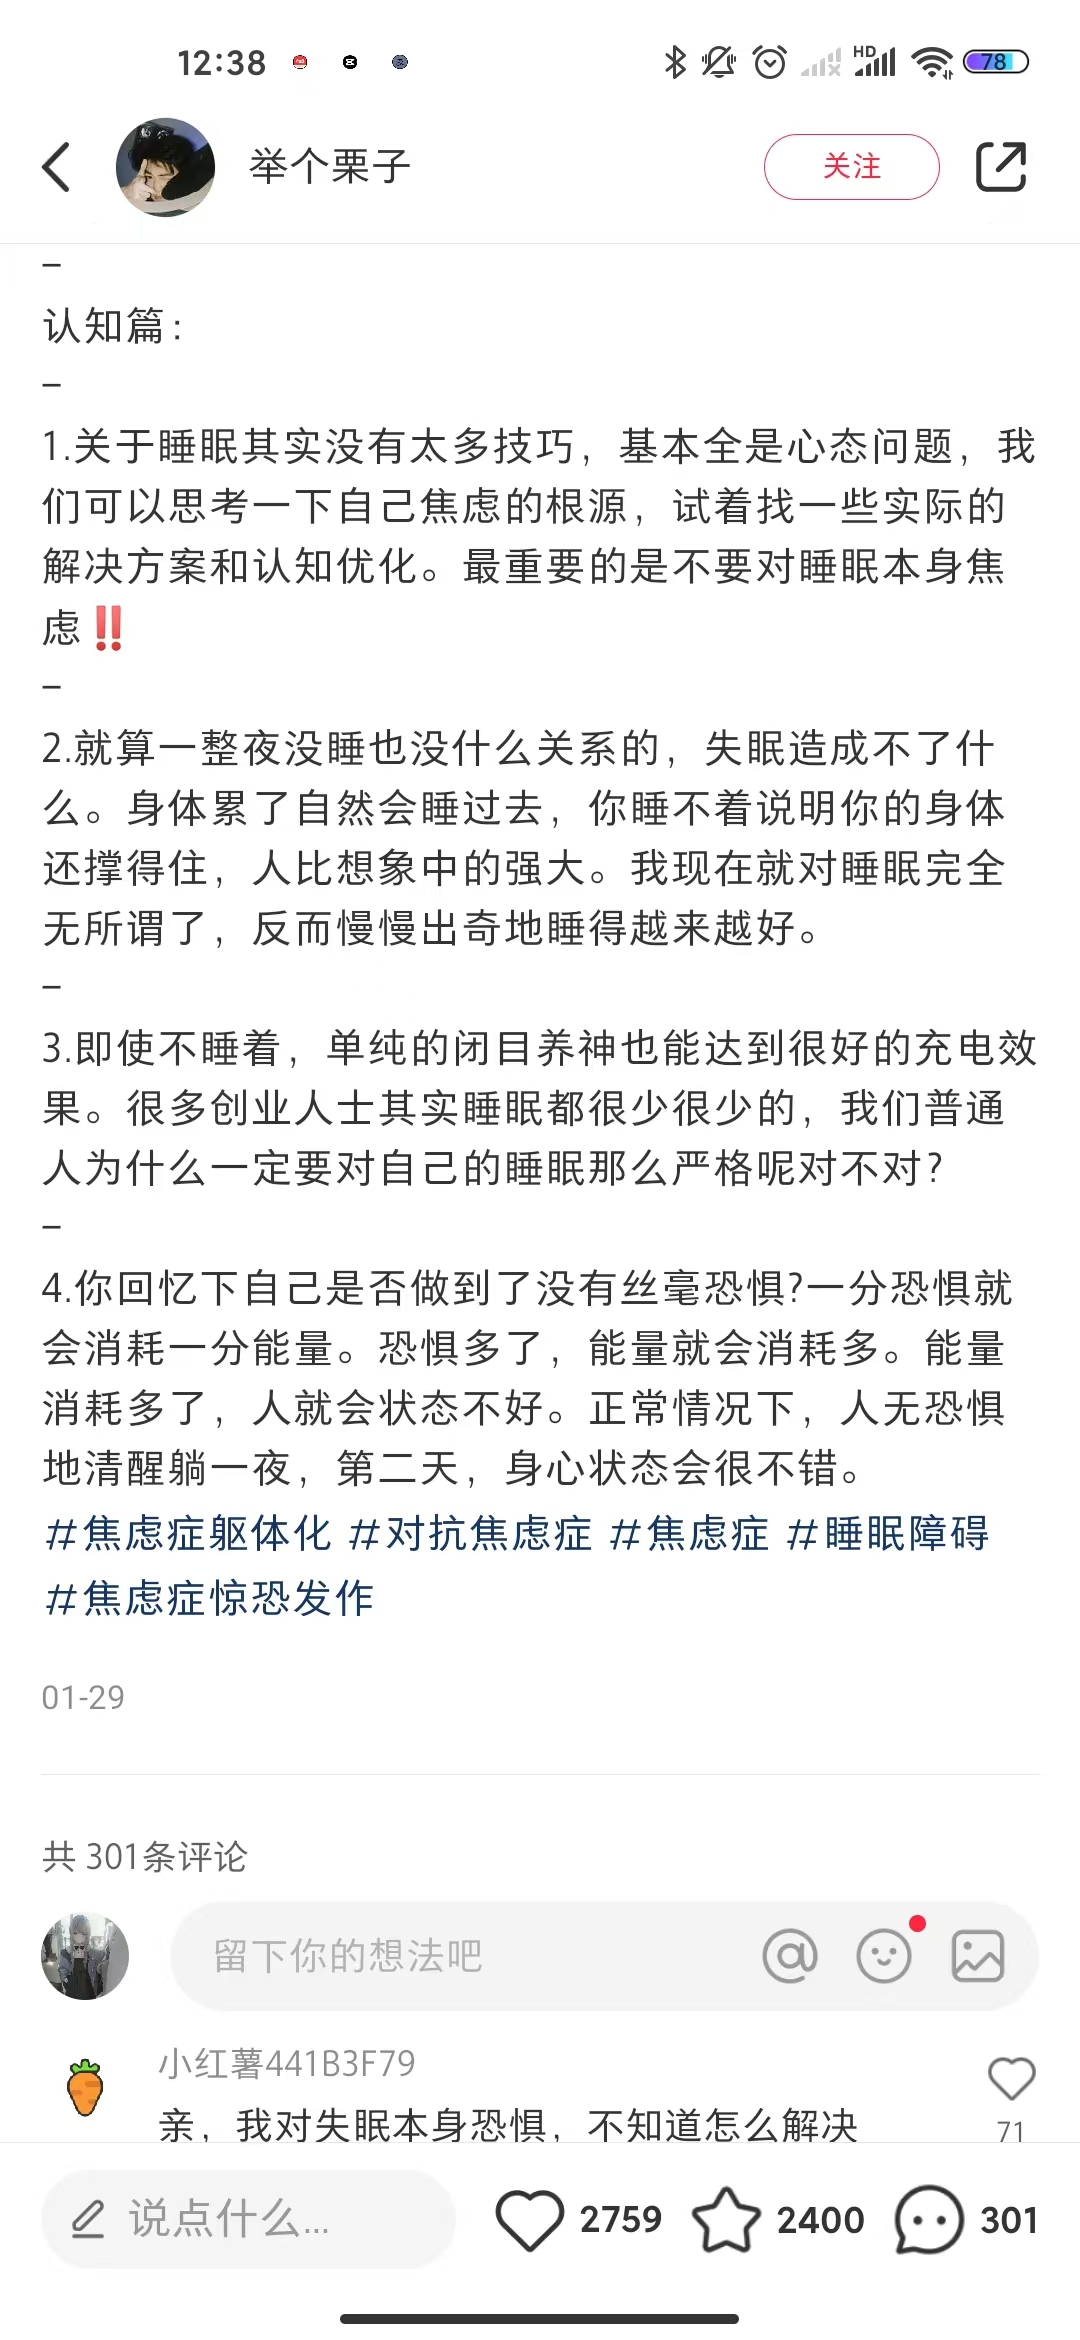 12:38
HD
78
举个栗子
关注
–
认知篇：
–
1.关于睡眠其实没有太多技巧，基本全是心态问题，我
们可以思考一下自己焦虑的根源，试着找一些实际的
解决方案和认知优化。最重要的是不要对睡眠本身焦
虑‼️
–
2.就算一整夜没睡也没什么关系的，失眠造成不了什
么。身体累了自然会睡过去，你睡不着说明你的身体
还撑得住，人比想象中的强大。我现在就对睡眠完全
无所谓了，反而慢慢出奇地睡得越来越好。
–
3.即使不睡着，单纯的闭目养神也能达到很好的充电效
果。很多创业人士其实睡眠都很少很少的，我们普通
人为什么一定要对自己的睡眠那么严格呢对不对？
–
4.你回忆下自己是否做到了没有丝毫恐惧?一分恐惧就
会消耗一分能量。恐惧多了，能量就会消耗多。能量
消耗多了，人就会状态不好。正常情况下，人无恐惧
地清醒躺一夜，第二天，身心状态会很不错。
#焦虑症躯体化 #对抗焦虑症 #焦虑症 #睡眠障碍
#焦虑症惊恐发作
01-29
共 301条评论
留下你的想法吧
小红薯441B3F79
亲，我对失眠本身恐惧，不知道怎么解决
71
说点什么...
2759
2400
301